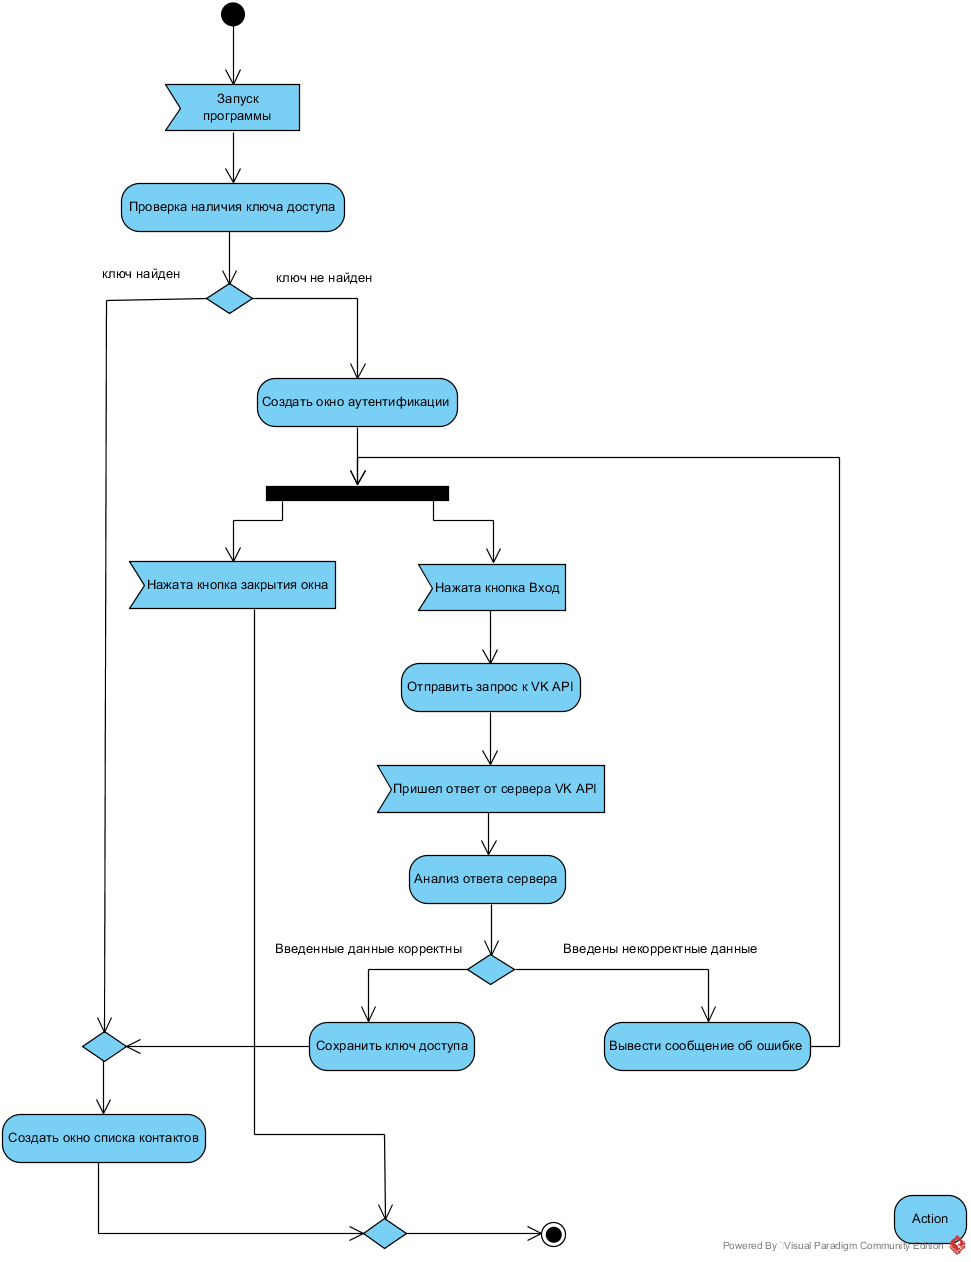 Запуск
программы
Проверка наличия ключа доступа
ключ найден
ключ не найден
Создать окно аутентификации
Нажата кнопка закрытия окна
Нажата кнопка Вход
Отправить запрос к VK API
Пришел ответ от сервера VK API
Анализ ответа сервера
Введенные данные корректны
Введены некорректные данные
Сохранить ключ доступа
Вывести сообщение об ошибке
Создать окно списка контактов
Action
Powered By Visual Paradigm Community Edition